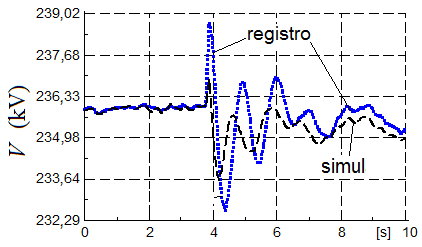 239,02
237,68
236,33
234,98
233,64
232,29
V (kV)
registro
simul
0 2 4 6 8 [s] 10